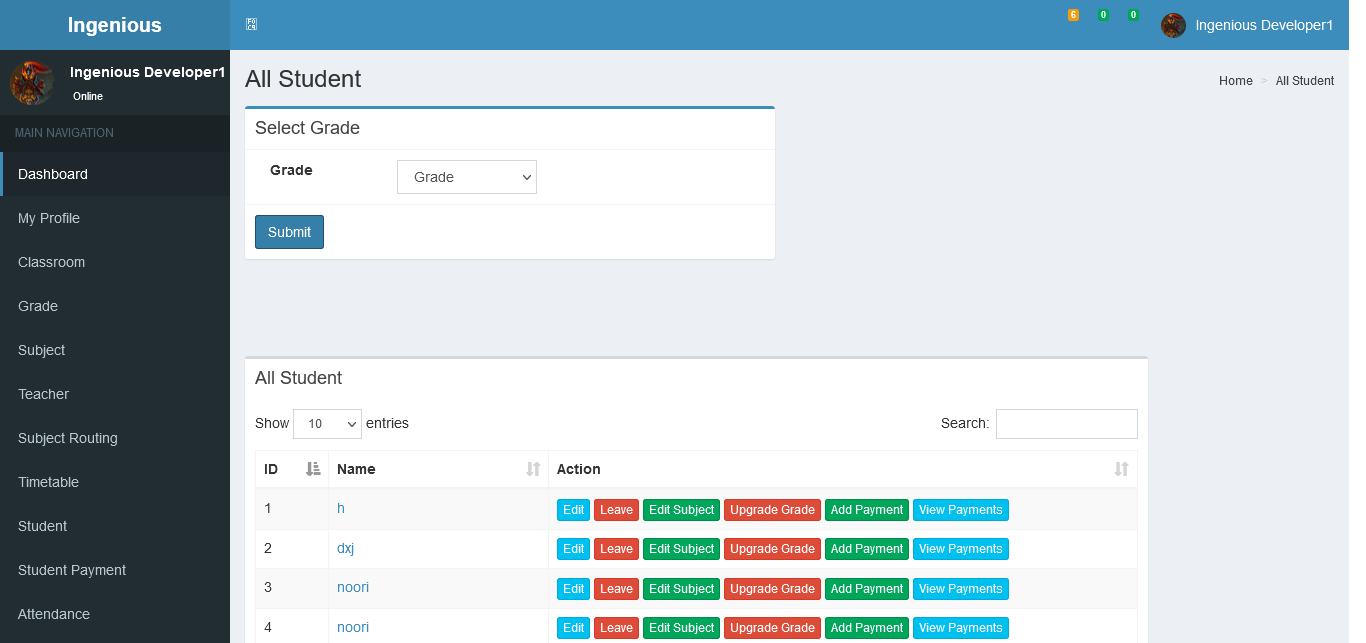 Ingenious
6 0 0 Ingenious Developer1
Ingenious Developer1
Online
MAIN NAVIGATION
Dashboard
My Profile
Classroom
Grade
Subject
Teacher
Subject Routing
Timetable
Student
Student Payment
Attendance
All Student
Home > All Student
Select Grade
Grade Grade
Submit
All Student
Show 10 entries Search:
ID Name Action
1 h Edit Leave Edit Subject Upgrade Grade Add Payment View Payments
2 dxj Edit Leave Edit Subject Upgrade Grade Add Payment View Payments
3 noori Edit Leave Edit Subject Upgrade Grade Add Payment View Payments
4 noori Edit Leave Edit Subject Upgrade Grade Add Payment View Payments